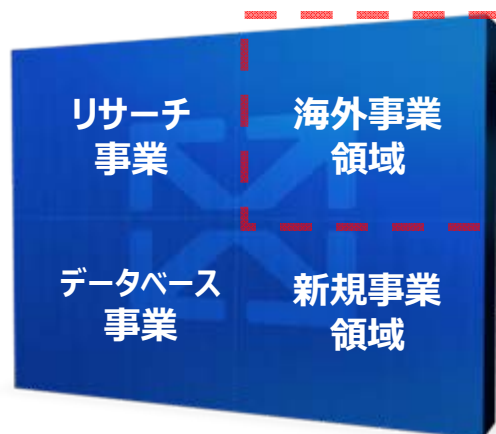 リサーチ
事業
海外事業
領域
データベース
事業
新規事業
領域